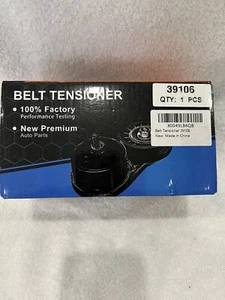 BELT TENSIONER
• 100% Factory
Performance Testing
• New Premium
Auto Parts
39106
QTY: 1 PCS
Belt Tensioner 39106
New Made in China